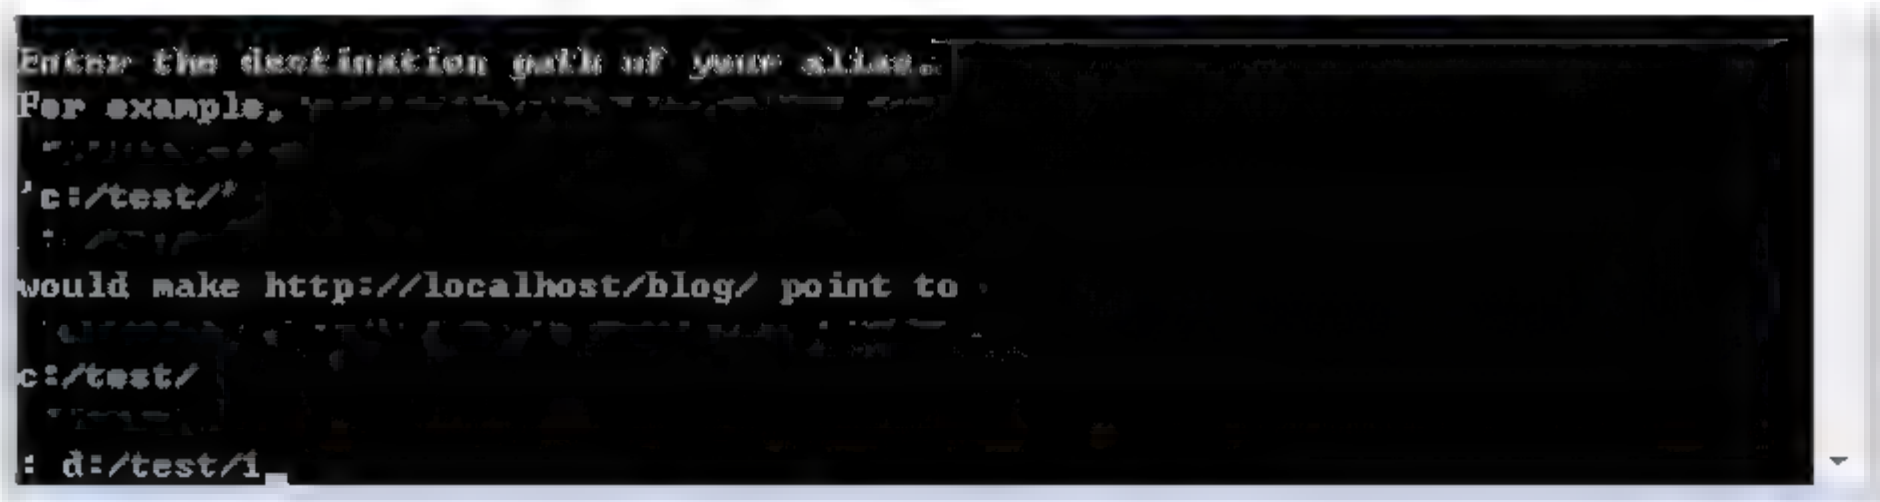 Enter the destination path of your alias.
For example,
'c:/test/'
would make http://localhost/blog/ point to
c:/test/
: d:/test/i_